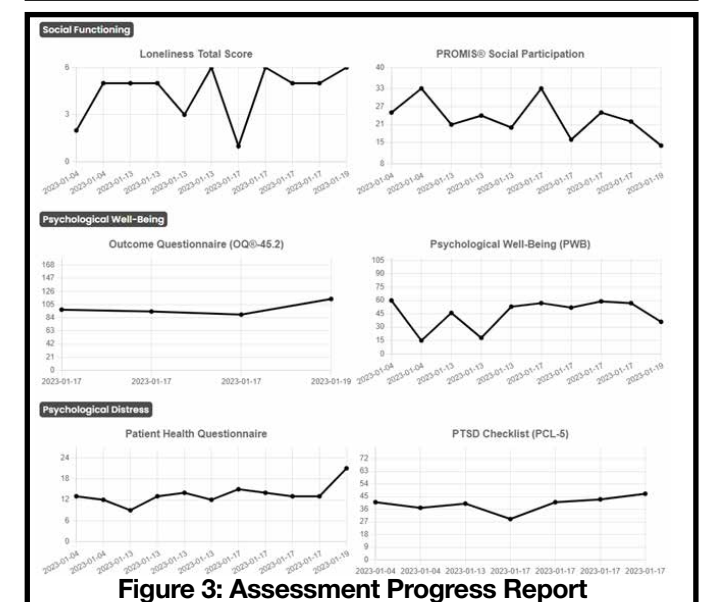 Social Functioning
Loneliness Total Score
6
3
0
2023-01-04 2023-01-04 2023-01-13 2023-01-13 2023-01-13 2023-01-17 2023-01-17 2023-01-17 2023-01-17 2023-01-17 2023-01-19
PROMIS® Social Participation
40
33
27
21
15
8
2023-01-04 2023-01-04 2023-01-13 2023-01-13 2023-01-13 2023-01-17 2023-01-17 2023-01-17 2023-01-17 2023-01-19
Psychological Well-Being
Outcome Questionnaire (OQ®-45.2)
168
147
126
105
84
63
42
21
0
2023-01-17 2023-01-17 2023-01-17 2023-01-19
Psychological Well-Being (PWB)
105
90
75
60
45
30
15
0
2023-01-04 2023-01-04 2023-01-13 2023-01-13 2023-01-13 2023-01-17 2023-01-17 2023-01-17 2023-01-17 2023-01-19
Psychological Distress
Patient Health Questionnaire
24
18
12
6
0
2023-01-04 2023-01-04 2023-01-13 2023-01-13 2023-01-13 2023-01-17 2023-01-17 2023-01-17 2023-01-17 2023-01-17 2023-01-19
PTSD Checklist (PCL-5)
72
63
54
45
36
27
18
9
0
2023-01-04 2023-01-04 2023-01-13 2023-01-17 2023-01-17 2023-01-17 2023-01-17
Figure 3: Assessment Progress Report